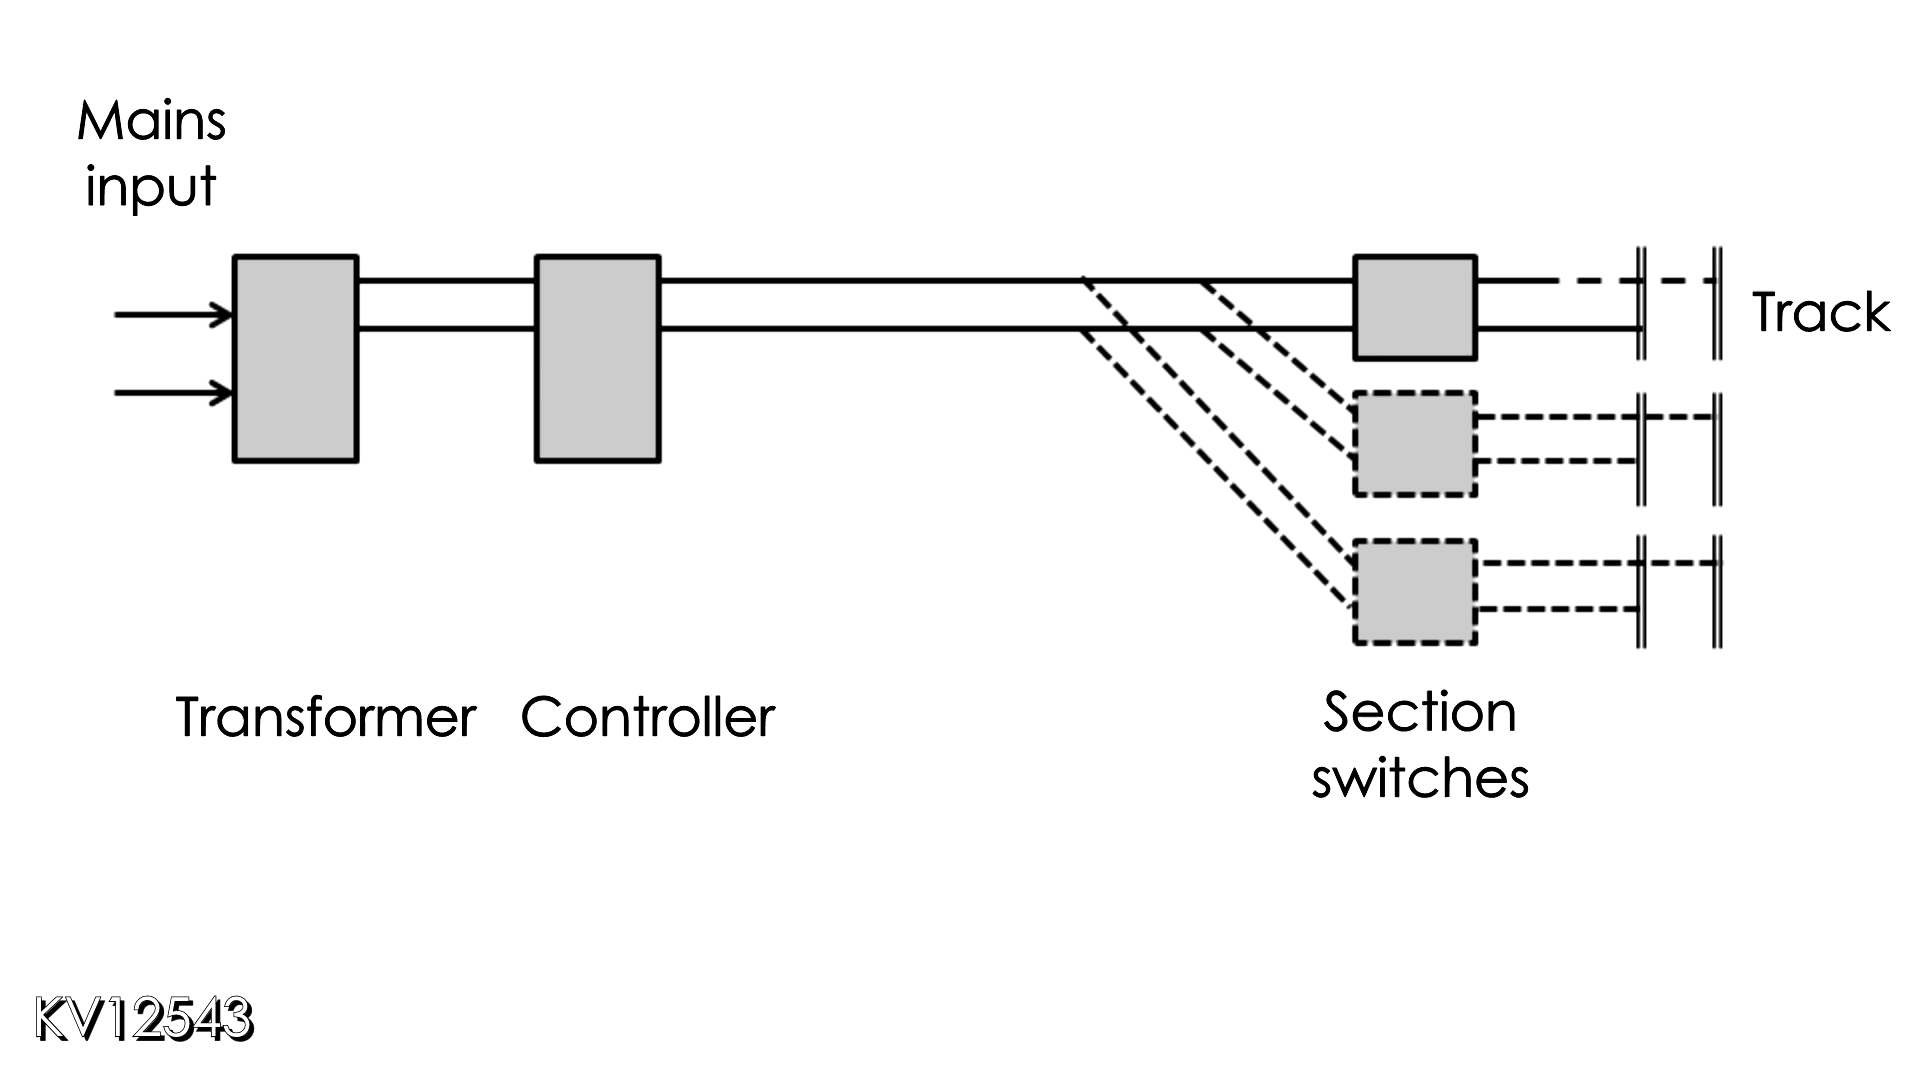 Mains
input
Track
Transformer
Controller
Section
switches
KV12543